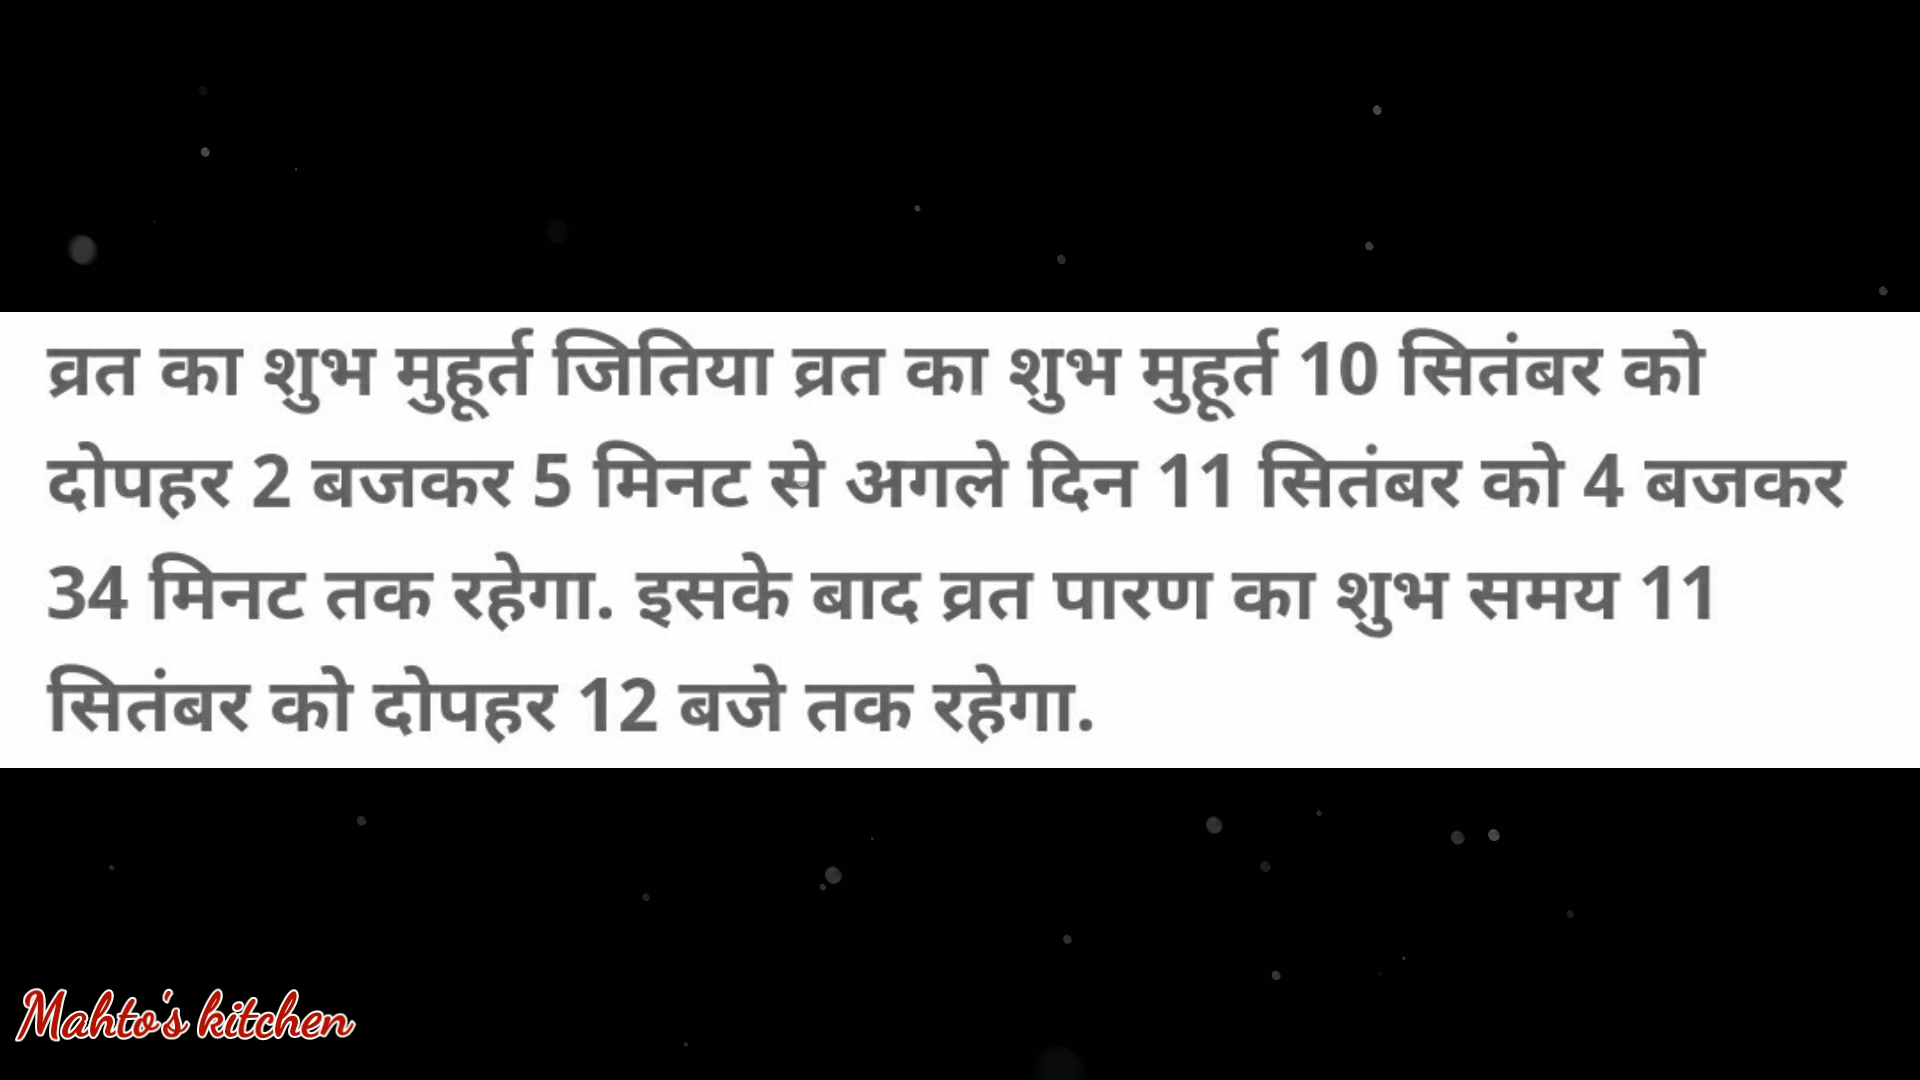 व्रत का शुभ मुहूर्त जितिया व्रत का शुभ मुहूर्त 10 सितंबर को
दोपहर 2 बजकर 5 मिनट से अगले दिन 11 सितंबर को 4 बजकर
34 मिनट तक रहेगा. इसके बाद व्रत पारण का शुभ समय 11
सितंबर को दोपहर 12 बजे तक रहेगा.
Mahto's kitchen